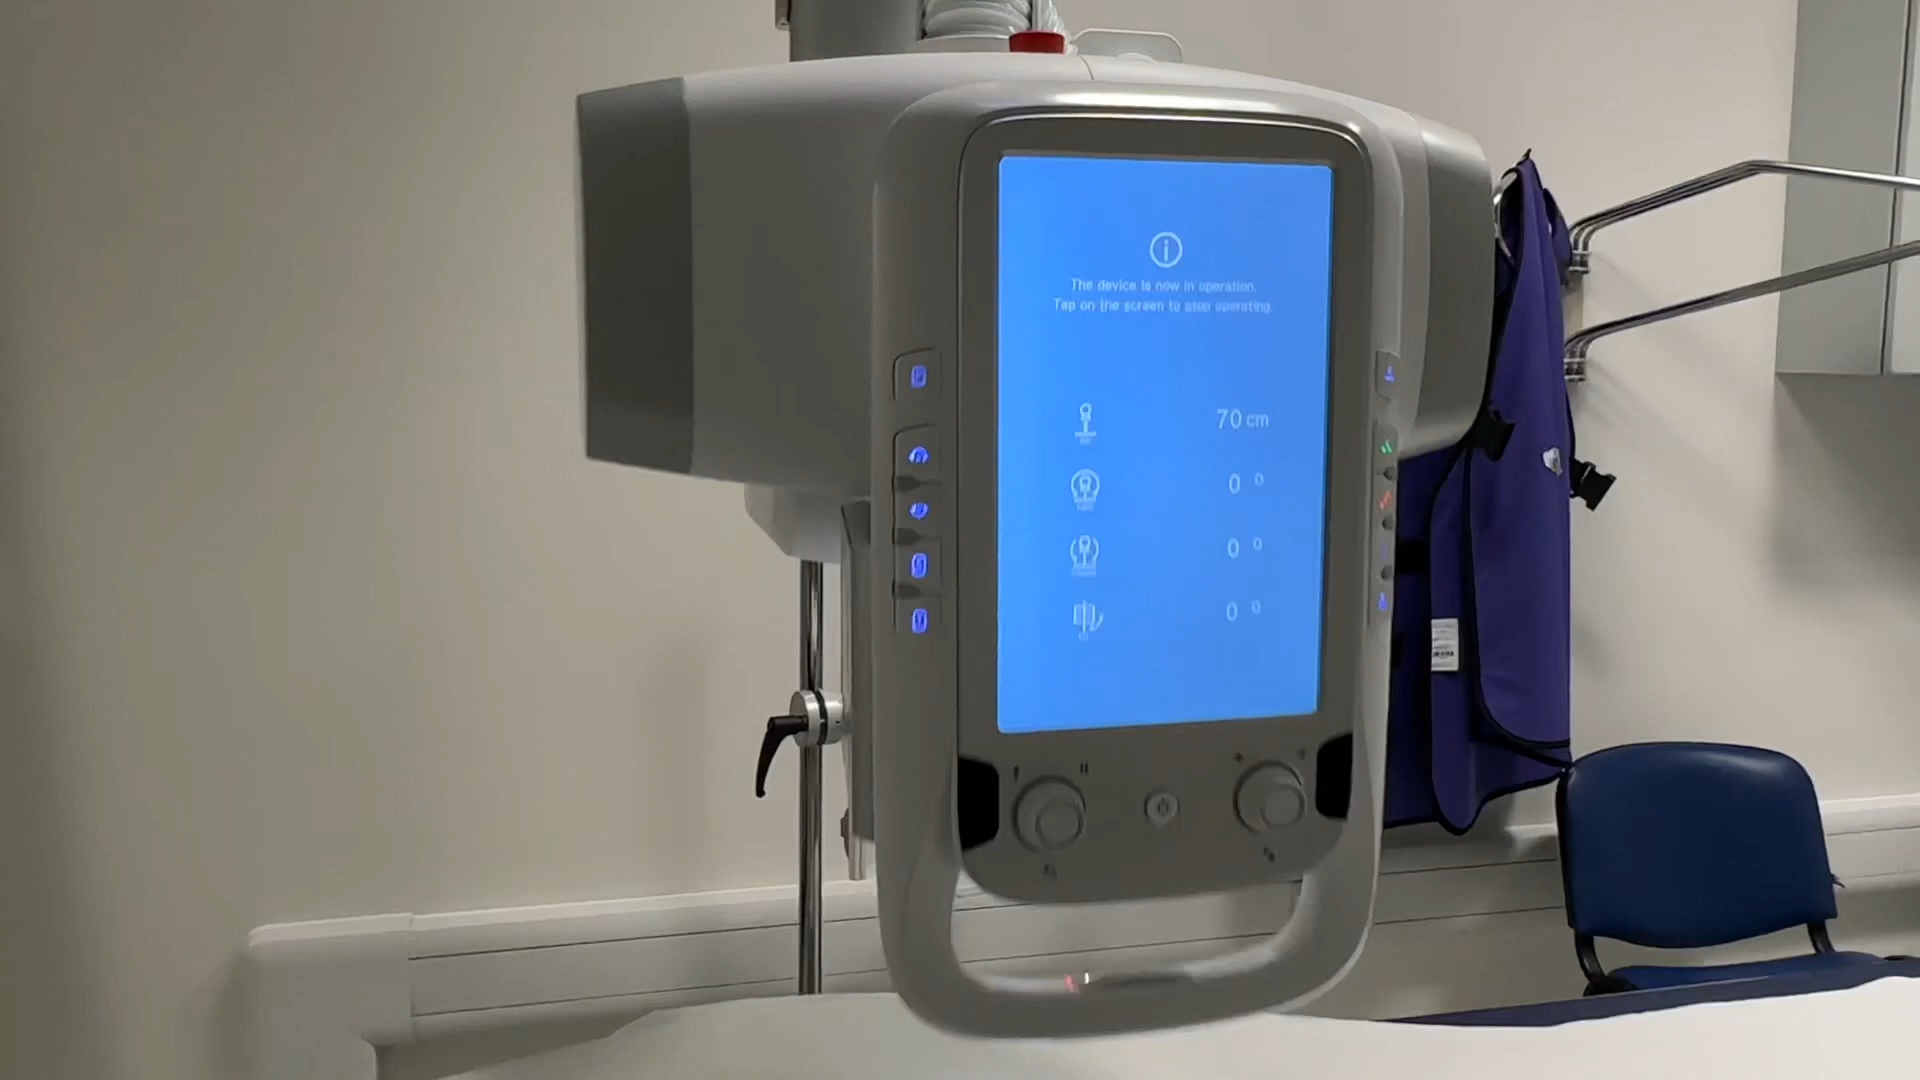 The device is now in operation.
Tap on the screen to stop operating.
70 cm
0 °
0 °
0 °